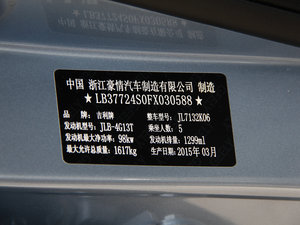 中国 浙江豪情汽车制造有限公司 制造
★LB37724S0FX030588★
品牌：吉利牌 整车型号：JL7132K06
发动机型号：JLB-4G13T 乘坐人数：5
发动机最大净功率：98kw 发动机排量：1299ml
最大允许总质量：1617kg 生产日期：2015年03月